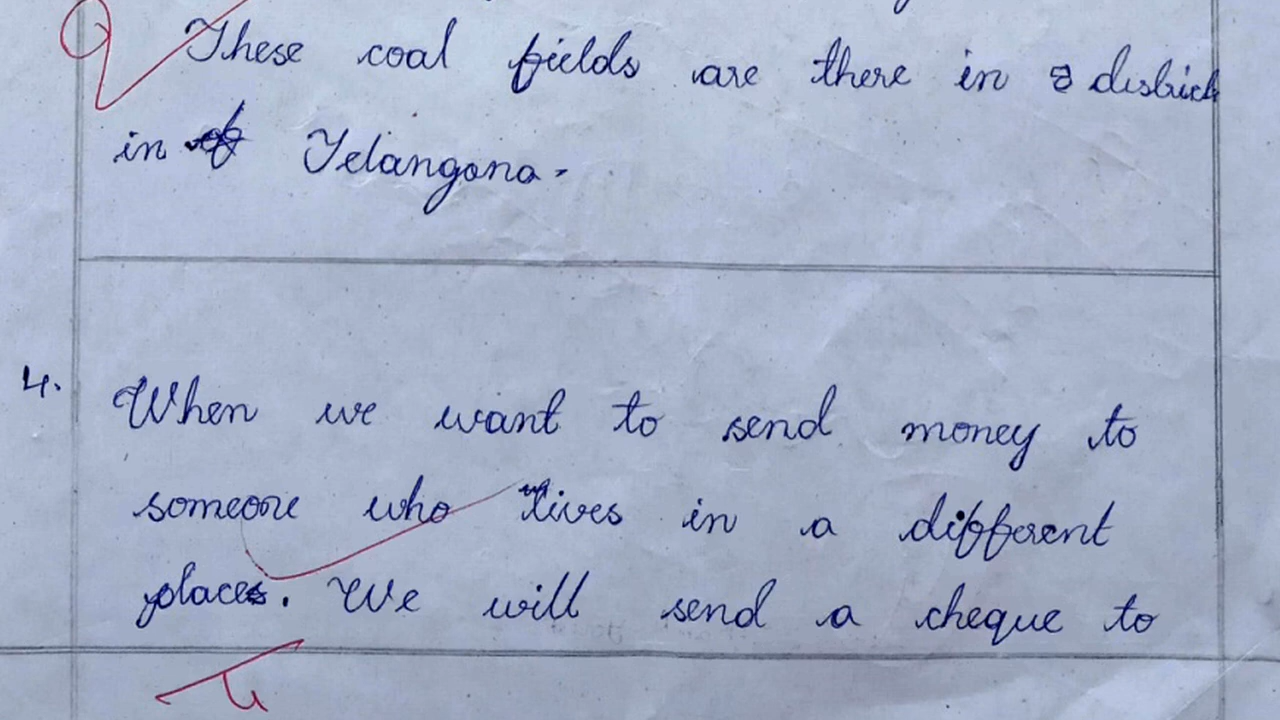 These coal fields are there in 8 district
in Telangana.
4. When we want to send money to
someone who lives in a different
places. We will send a cheque to